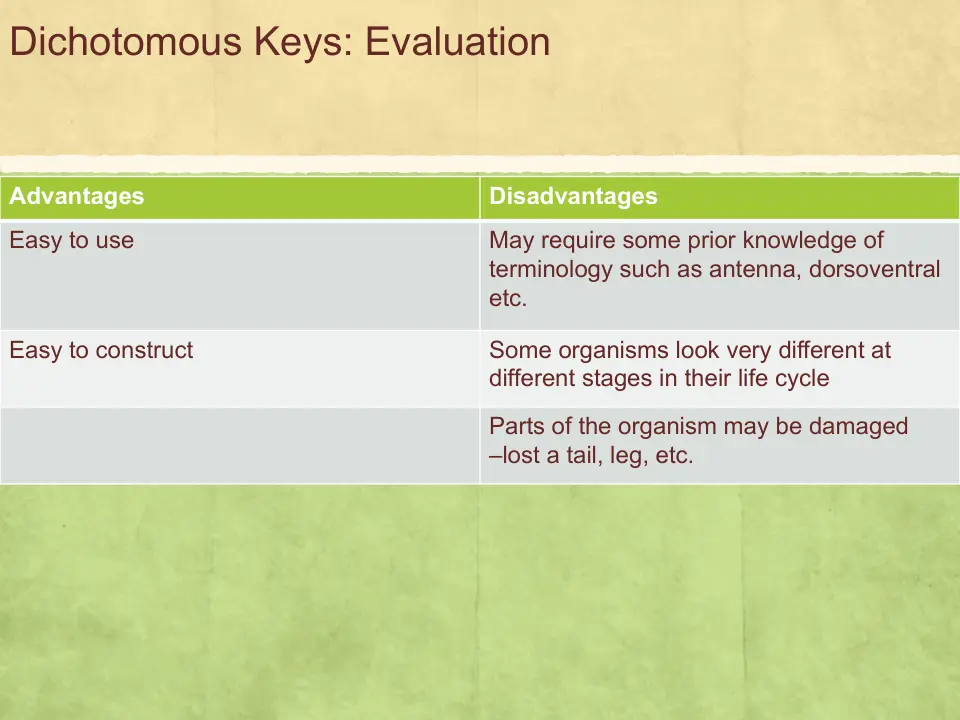 Dichotomous Keys: Evaluation
Advantages
Disadvantages
Easy to use
May require some prior knowledge of
terminology such as antenna, dorsoventral
etc.
Easy to construct
Some organisms look very different at
different stages in their life cycle
Parts of the organism may be damaged
–lost a tail, leg, etc.